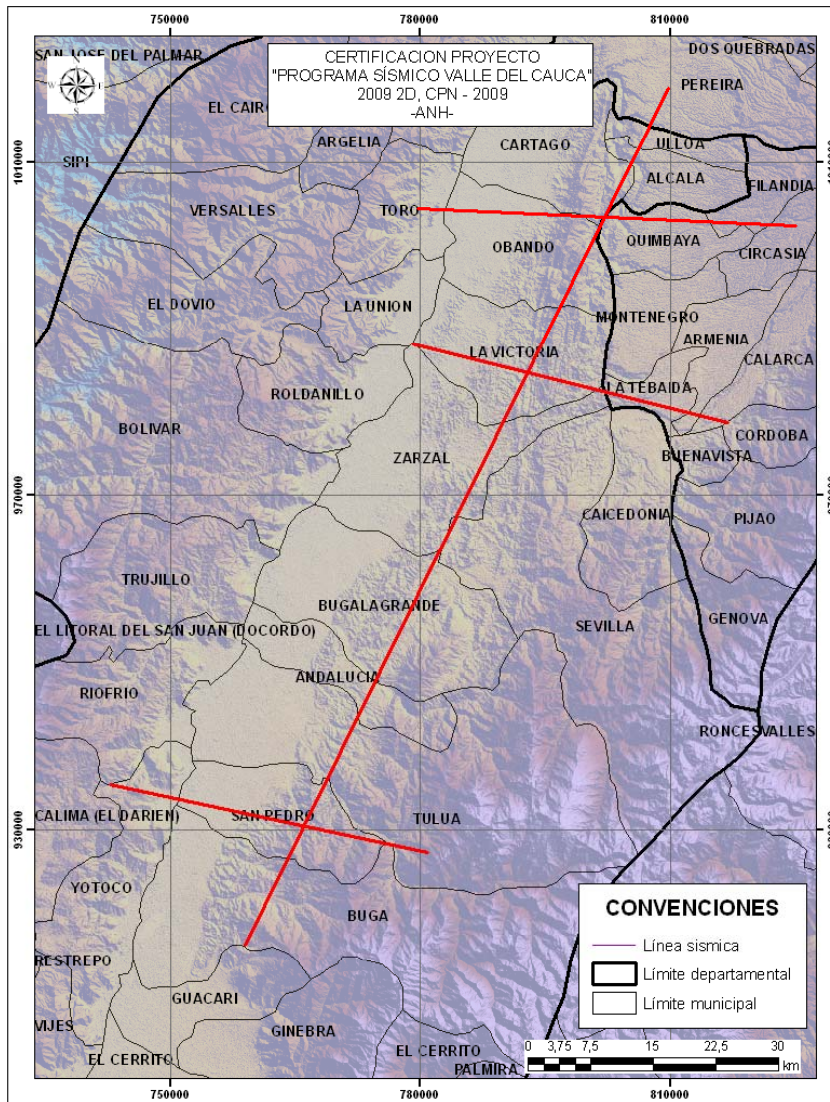 750000 780000 810000
CERTIFICACION PROYECTO
"PROGRAMA SÍSMICO VALLE DEL CAUCA"
2009 2D, CPN - 2009
-ANH-
N
W
S
SAN JOSE DEL PALMAR
DOS QUEBRADAS
PEREIRA
EL CAIRO
ARGELIA
CARTAGO
ULLOA
1010000
SIPI
ALCALA
FILANDIA
VERSALLES
TORO
OBANDO
QUIMBAYA
CIRCASIA
EL DOVIO
LA UNION
MONTENEGRO
ARMENIA
LA VICTORIA
CALARCA
ROLDANILLO
LA TEBAIDA
BOLIVAR
CORDOBA
ZARZAL
BUENAVISTA
970000
CAICEDONIA
PIJAO
TRUJILLO
BUGALAGRANDE
GENOVA
EL LITORAL DEL SAN JUAN (DOCORDO)
SEVILLA
ANDALUCIA
RIOFRIO
RONCESVALLES
CALIMA (EL DARIEN)
SAN PEDRO
TULUA
930000
YOTOCO
BUGA
RESTREPO
GUACARI
VIJES
GINEBRA
EL CERRITO
EL CERRITO
PALMIRA
CONVENCIONES
Línea sismica
Límite departamental
Límite municipal
0 3,75 7,5 15 22,5 30
km
750000 780000 810000